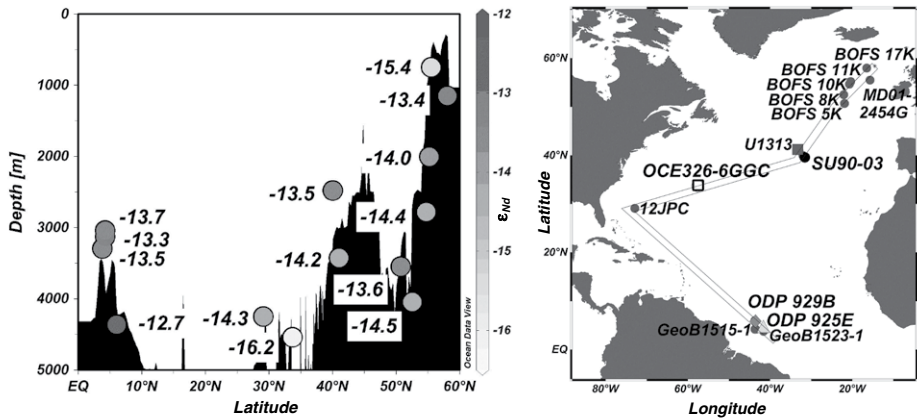 0
1000
2000
3000
4000
5000
Depth [m]
-15.4
-13.4
-14.0
-13.5
-14.4
-13.7
-13.3
-13.5
-14.2
-13.6
-12.7
-14.3
-14.5
-16.2
EQ 10°N 20°N 30°N 40°N 50°N 60°N
Latitude
-12
-13
-14
-15
-16
εNd
Ocean Data View
60°N
40°N
20°N
EQ
Latitude
BOFS 17K
BOFS 11K
BOFS 10K
BOFS 8K
BOFS 5K
MD01-
2454G
U1313
SU90-03
OCE326-6GGC
12JPC
ODP 929B
ODP 925E
GeoB1515-1
GeoB1523-1
80°W 60°W 40°W 20°W
Longitude